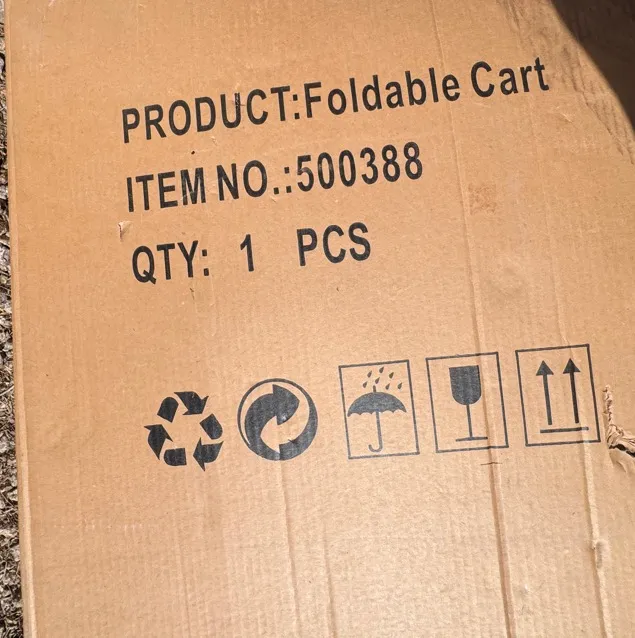 PRODUCT:Foldable Cart
ITEM NO.:500388
QTY: 1 PCS